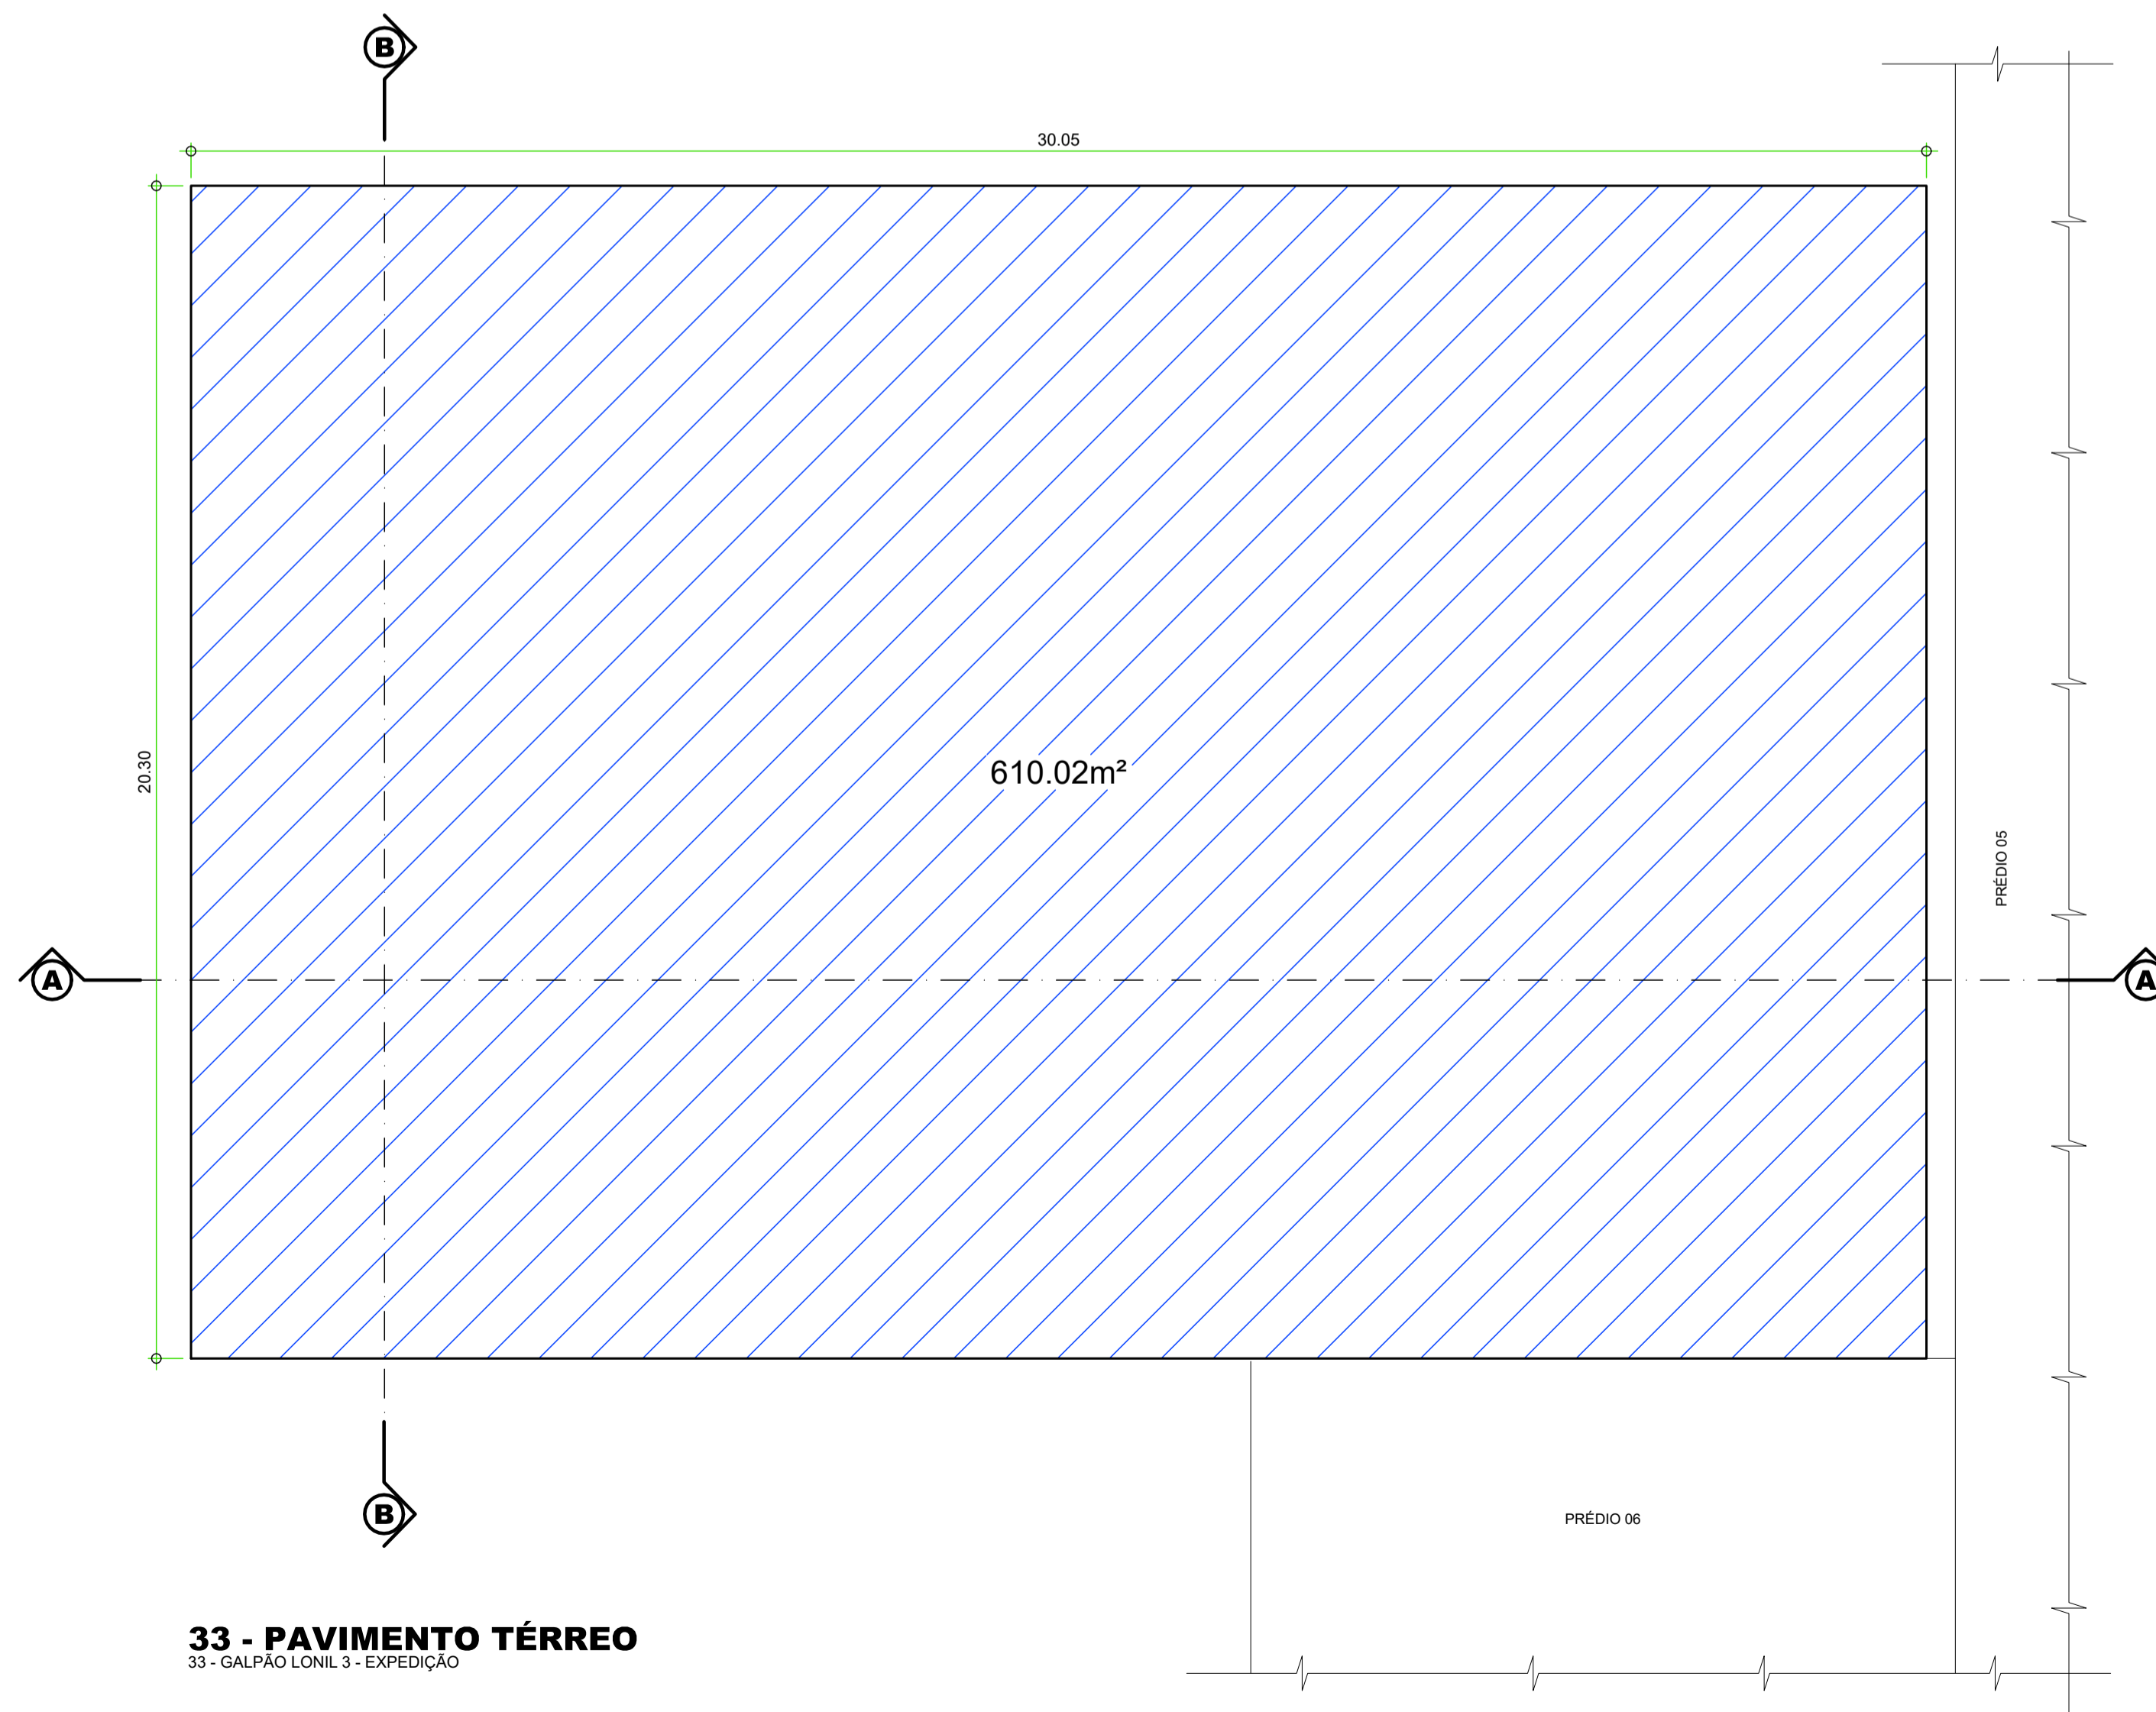 B
30.05
20.30
610.02m²
PRÉDIO 05
A
A
B
PRÉDIO 06
33 - PAVIMENTO TÉRREO
33 - GALPÃO LONIL 3 - EXPEDIÇÃO